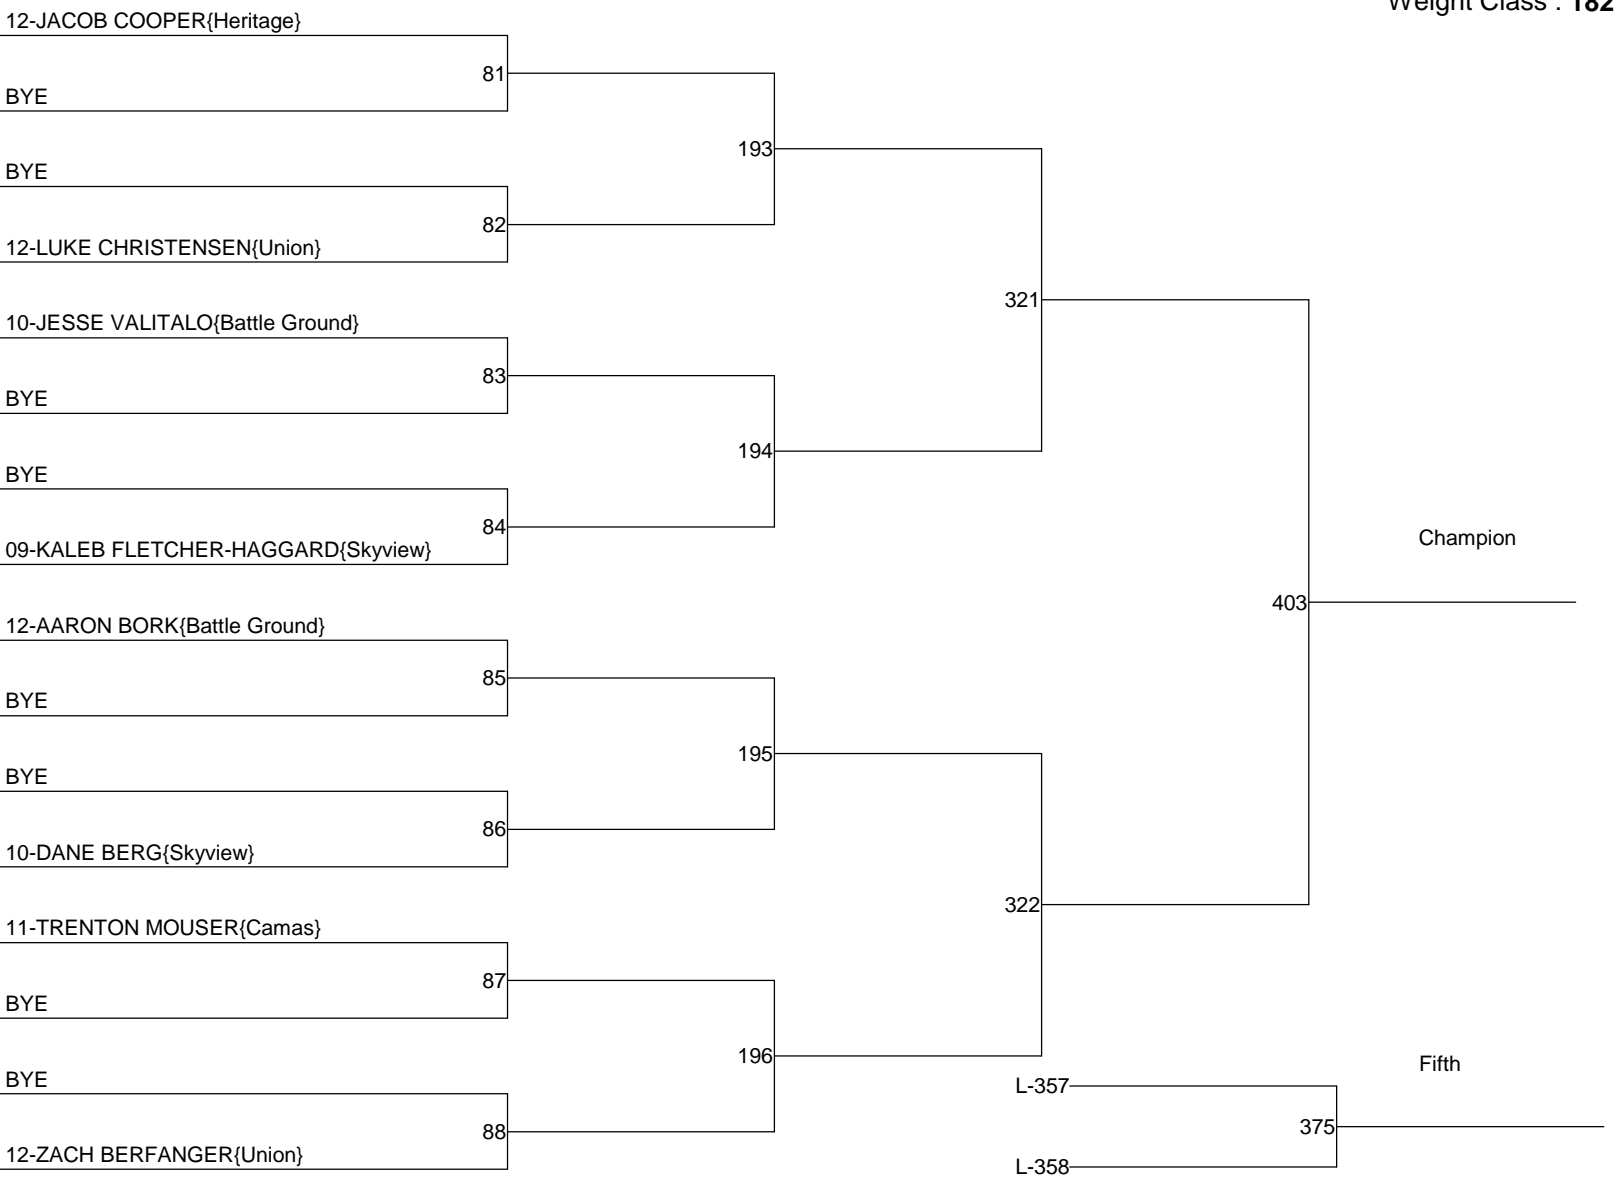 Weight Class : 182
12-JACOB COOPER{Heritage}
81
BYE
193
BYE
82
12-LUKE CHRISTENSEN{Union}
321
10-JESSE VALITALO{Battle Ground}
83
BYE
194
BYE
84
09-KALEB FLETCHER-HAGGARD{Skyview}
Champion
403
12-AARON BORK{Battle Ground}
85
BYE
195
BYE
86
10-DANE BERG{Skyview}
322
11-TRENTON MOUSER{Camas}
87
BYE
196
BYE
88
12-ZACH BERFANGER{Union}
Fifth
L-357
375
L-358